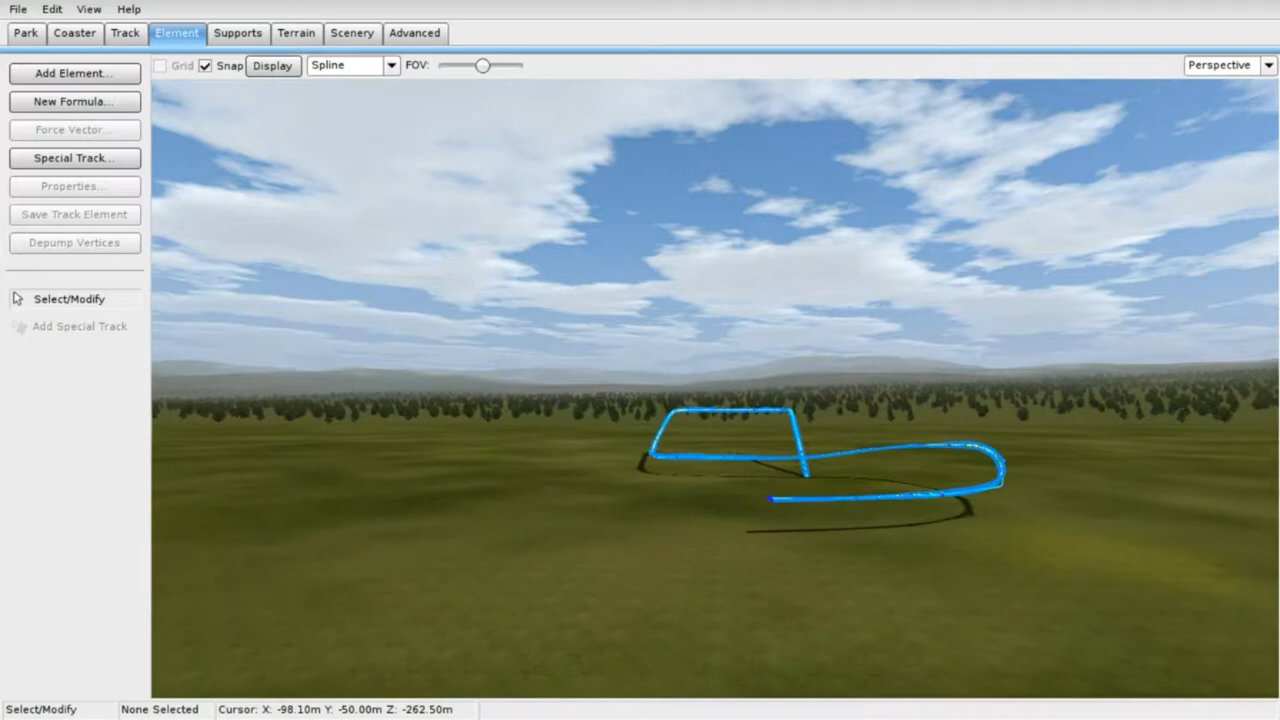 File Edit View Help
Park Coaster Track Element Supports Terrain Scenery Advanced
Grid Snap Display Spline FOV: Perspective
Add Element...
New Formula...
Force Vector...
Special Track...
Properties...
Save Track Element
Depump Vertices
Select/Modify
Add Special Track
Select/Modify None Selected Cursor: X: -98.10m Y: -50.00m Z: -262.50m